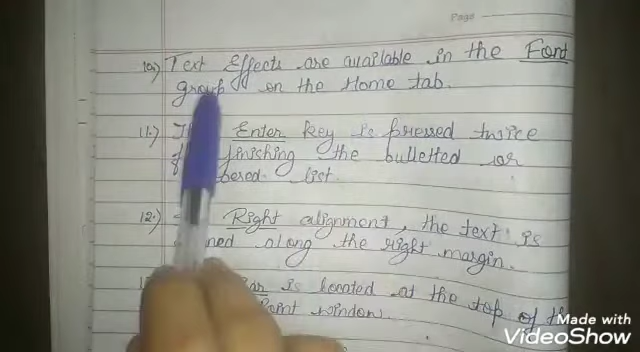 Page
10.) Text Effects are available in the Font
group on the Home tab.
11.) Enter key is pressed twice
finishing the bulletted or
list.
12.) Right alignment, the text is
along the right margin.
is located at the top of the
window.
Made with
VideoShow